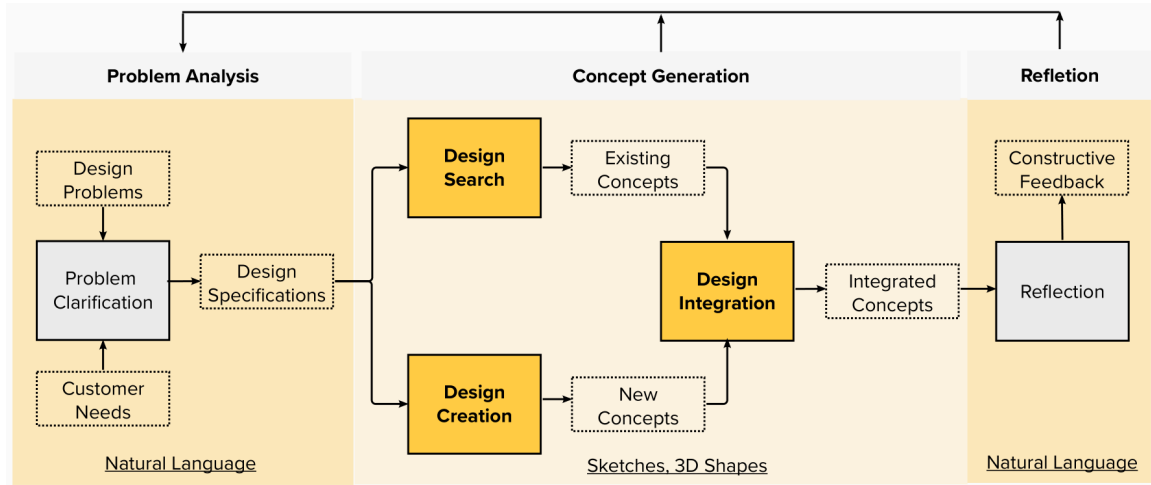 Problem Analysis
Concept Generation
Refletion
Design
Problems
Problem
Clarification
Customer
Needs
Design
Specifications
Natural Language
Design
Search
Existing
Concepts
Design
Creation
New
Concepts
Design
Integration
Integrated
Concepts
Sketches, 3D Shapes
Constructive
Feedback
Reflection
Natural Language